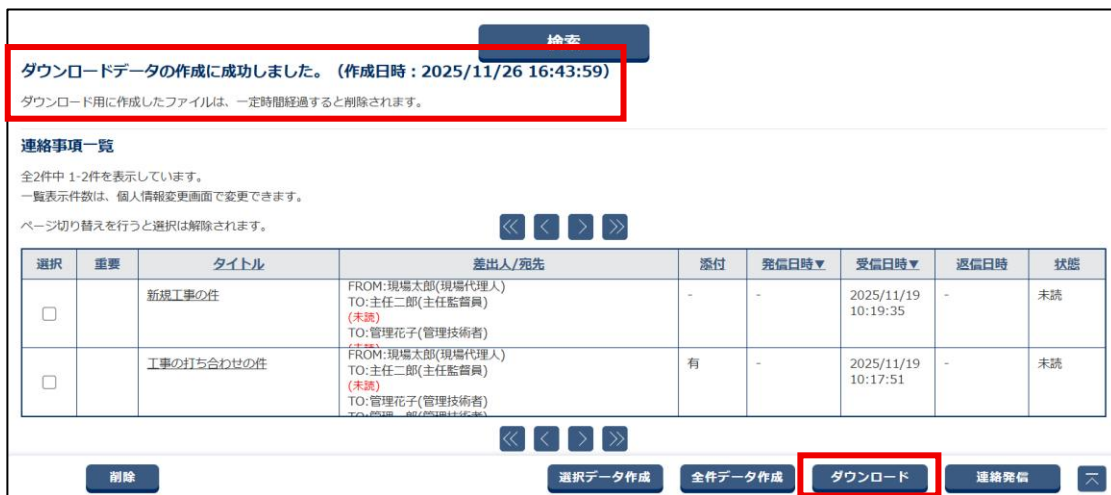 検索
ダウンロードデータの作成に成功しました。（作成日時：2025/11/26 16:43:59）
ダウンロード用に作成したファイルは、一定時間経過すると削除されます。
連絡事項一覧
全2件中 1-2件を表示しています。
一覧表示件数は、個人情報変更画面で変更できます。
ページ切り替えを行うと選択は解除されます。
選択 重要 タイトル 差出人/宛先 添付 発信日時▼ 受信日時▼ 返信日時 状態
新規工事の件 FROM:現場太郎(現場代理人) - - 2025/11/19 - 未読
TO:主任二郎(主任監督員) 10:19:35
(未読)
TO:管理花子(管理技術者)
(未読)
工事の打ち合わせの件 FROM:現場太郎(現場代理人) 有 - 2025/11/19 - 未読
TO:主任二郎(主任監督員) 10:17:51
(未読)
TO:管理花子(管理技術者)
削除 選択データ作成 全件データ作成 ダウンロード 連絡発信